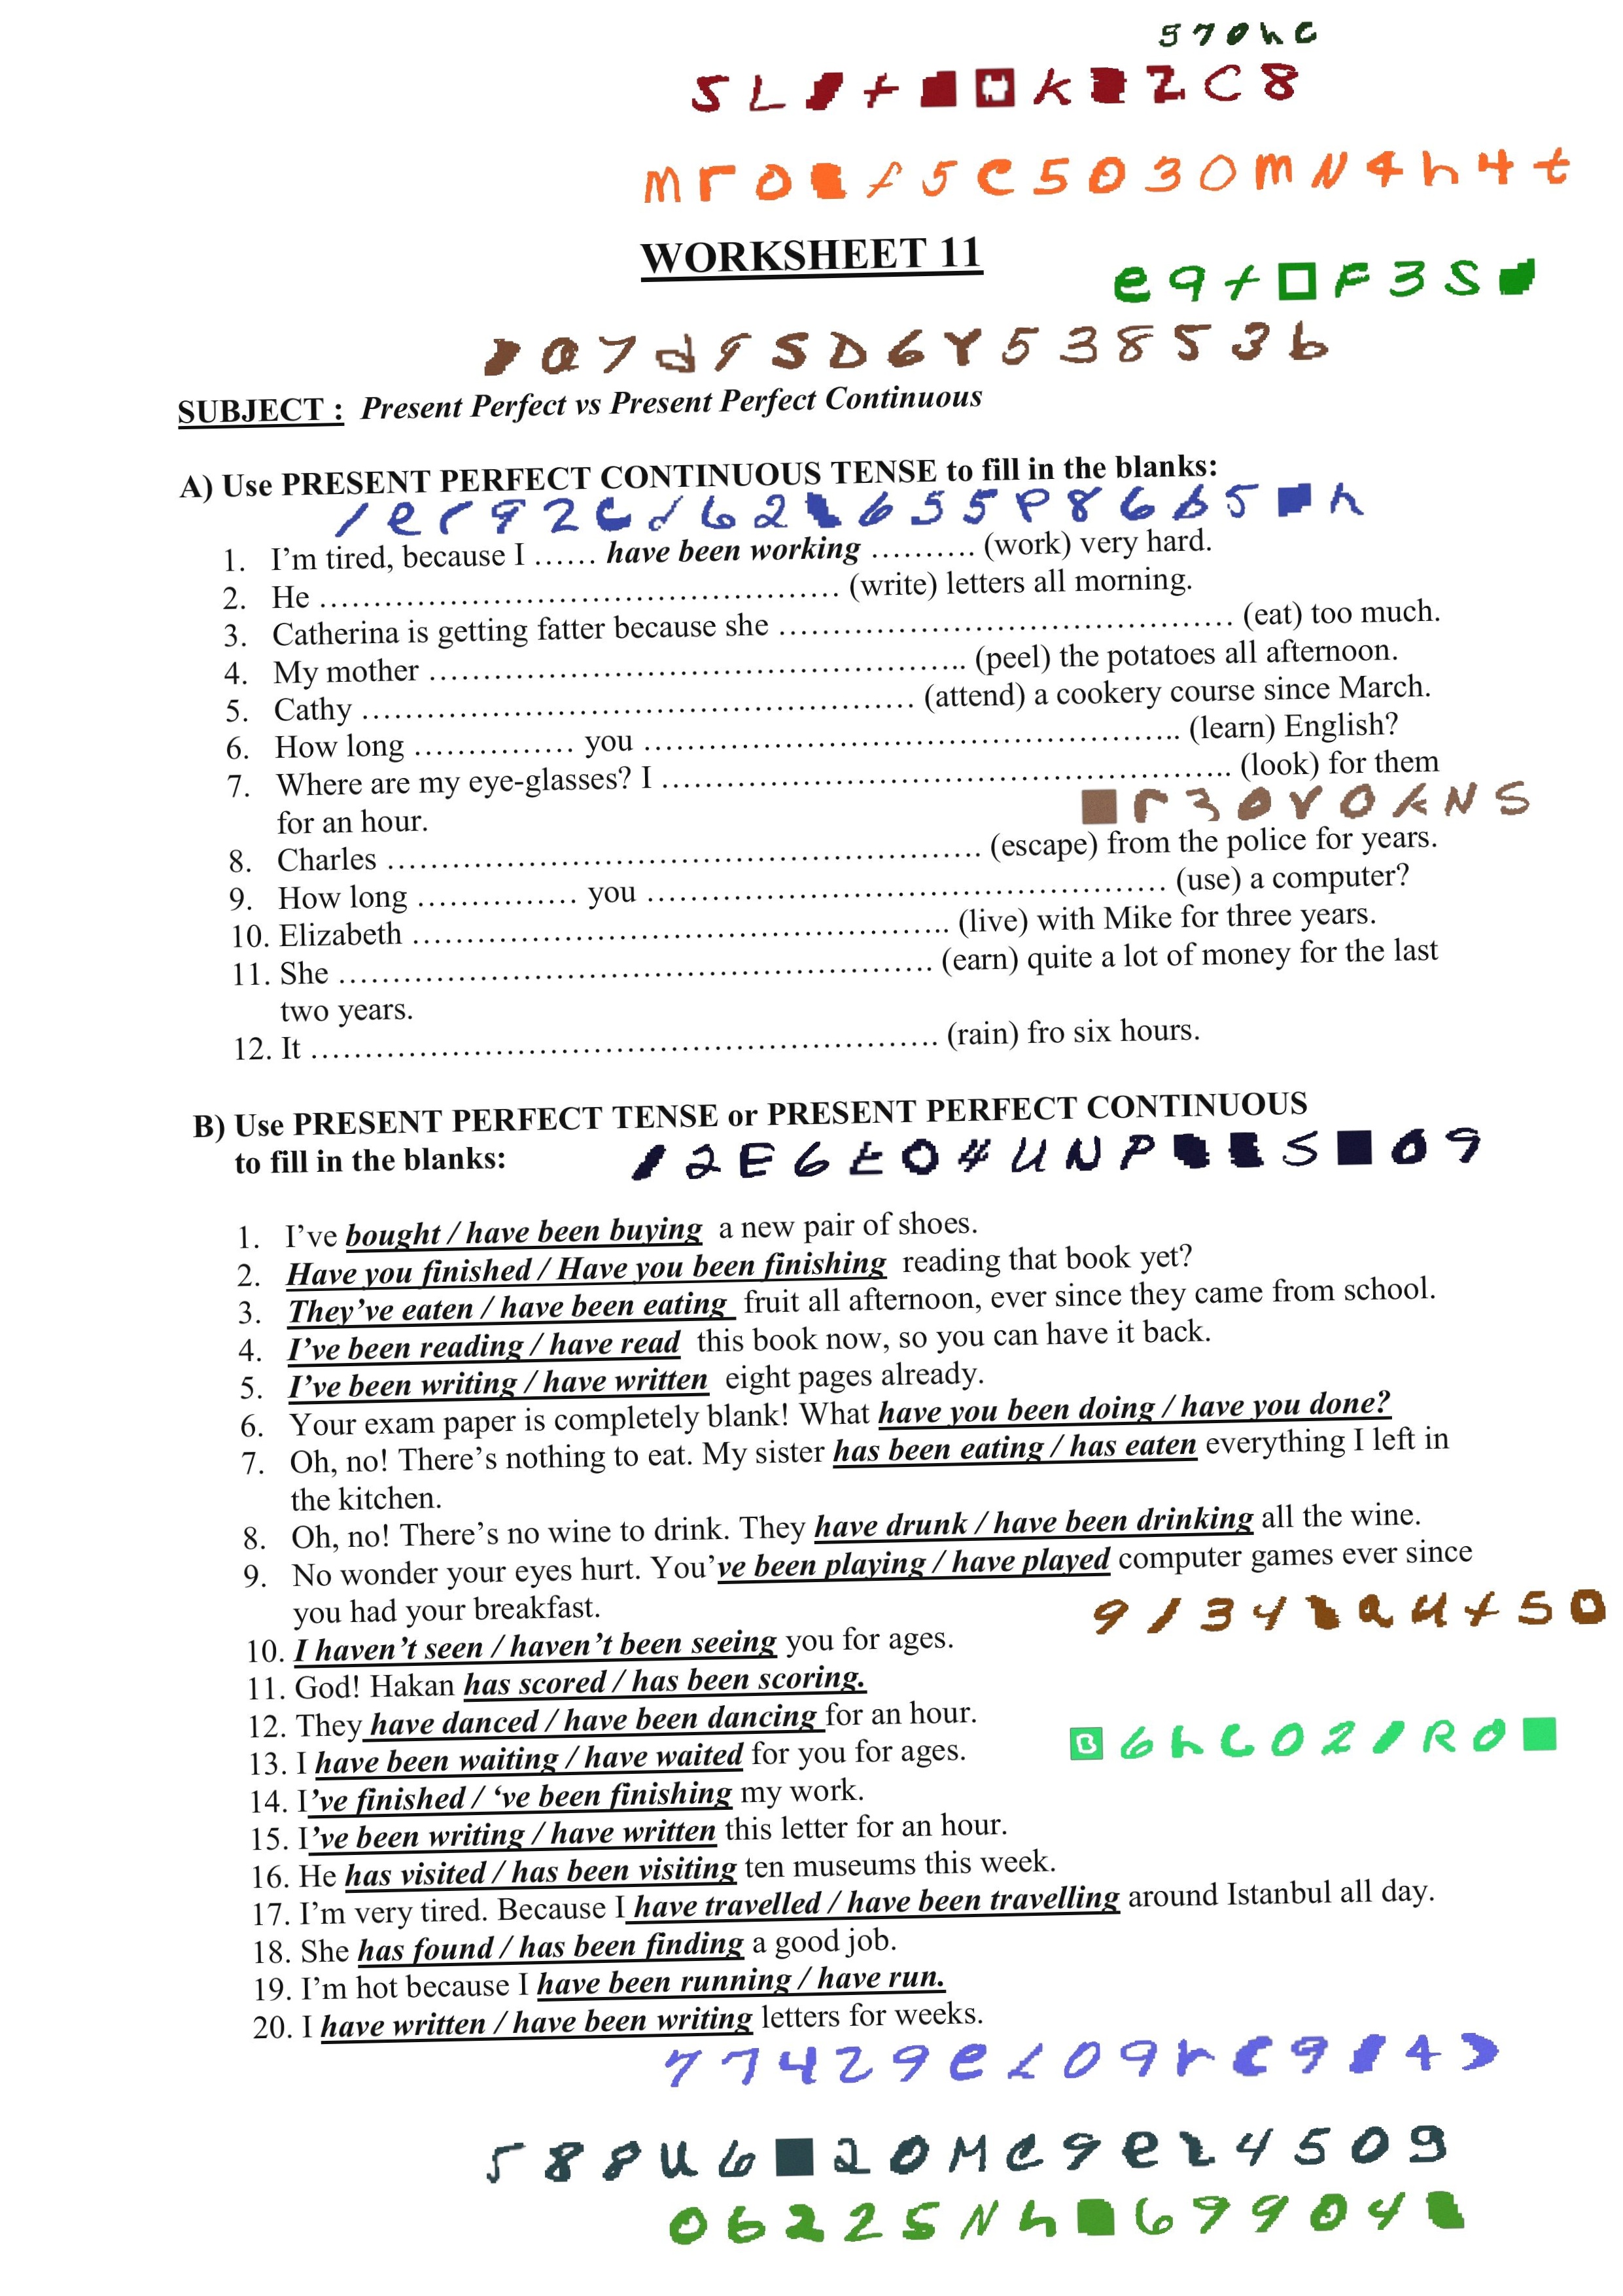 WORKSHEET 11
SUBJECT : Present Perfect vs Present Perfect Continuous
A) Use PRESENT PERFECT CONTINUOUS TENSE to fill in the blanks:
1. I'm tired, because I …… have been working ………. (work) very hard.
2. He ………………………………………… (write) letters all morning.
3. Catherina is getting fatter because she …………………………………… (eat) too much.
4. My mother ………………………………………….. (peel) the potatoes all afternoon.
5. Cathy …………………………………………… (attend) a cookery course since March.
6. How long …………… you ………………………………………….. (learn) English?
7. Where are my eye-glasses? I …………………………………………….. (look) for them
for an hour.
8. Charles ………………………………………………. (escape) from the police for years.
9. How long …………… you ………………………………………… (use) a computer?
10. Elizabeth ………………………………………….. (live) with Mike for three years.
11. She ………………………………………………. (earn) quite a lot of money for the last
two years.
12. It …………………………………………………. (rain) fro six hours.
B) Use PRESENT PERFECT TENSE or PRESENT PERFECT CONTINUOUS
to fill in the blanks:
1. I've bought / have been buying a new pair of shoes.
2. Have you finished / Have you been finishing reading that book yet?
3. They've eaten / have been eating fruit all afternoon, ever since they came from school.
4. I've been reading / have read this book now, so you can have it back.
5. I've been writing / have written eight pages already.
6. Your exam paper is completely blank! What have you been doing / have you done?
7. Oh, no! There's nothing to eat. My sister has been eating / has eaten everything I left in
the kitchen.
8. Oh, no! There's no wine to drink. They have drunk / have been drinking all the wine.
9. No wonder your eyes hurt. You've been playing / have played computer games ever since
you had your breakfast.
10. I haven't seen / haven't been seeing you for ages.
11. God! Hakan has scored / has been scoring.
12. They have danced / have been dancing for an hour.
13. I have been waiting / have waited for you for ages.
14. I've finished / 've been finishing my work.
15. I've been writing / have written this letter for an hour.
16. He has visited / has been visiting ten museums this week.
17. I'm very tired. Because I have travelled / have been travelling around Istanbul all day.
18. She has found / has been finding a good job.
19. I'm hot because I have been running / have run.
20. I have written / have been writing letters for weeks.